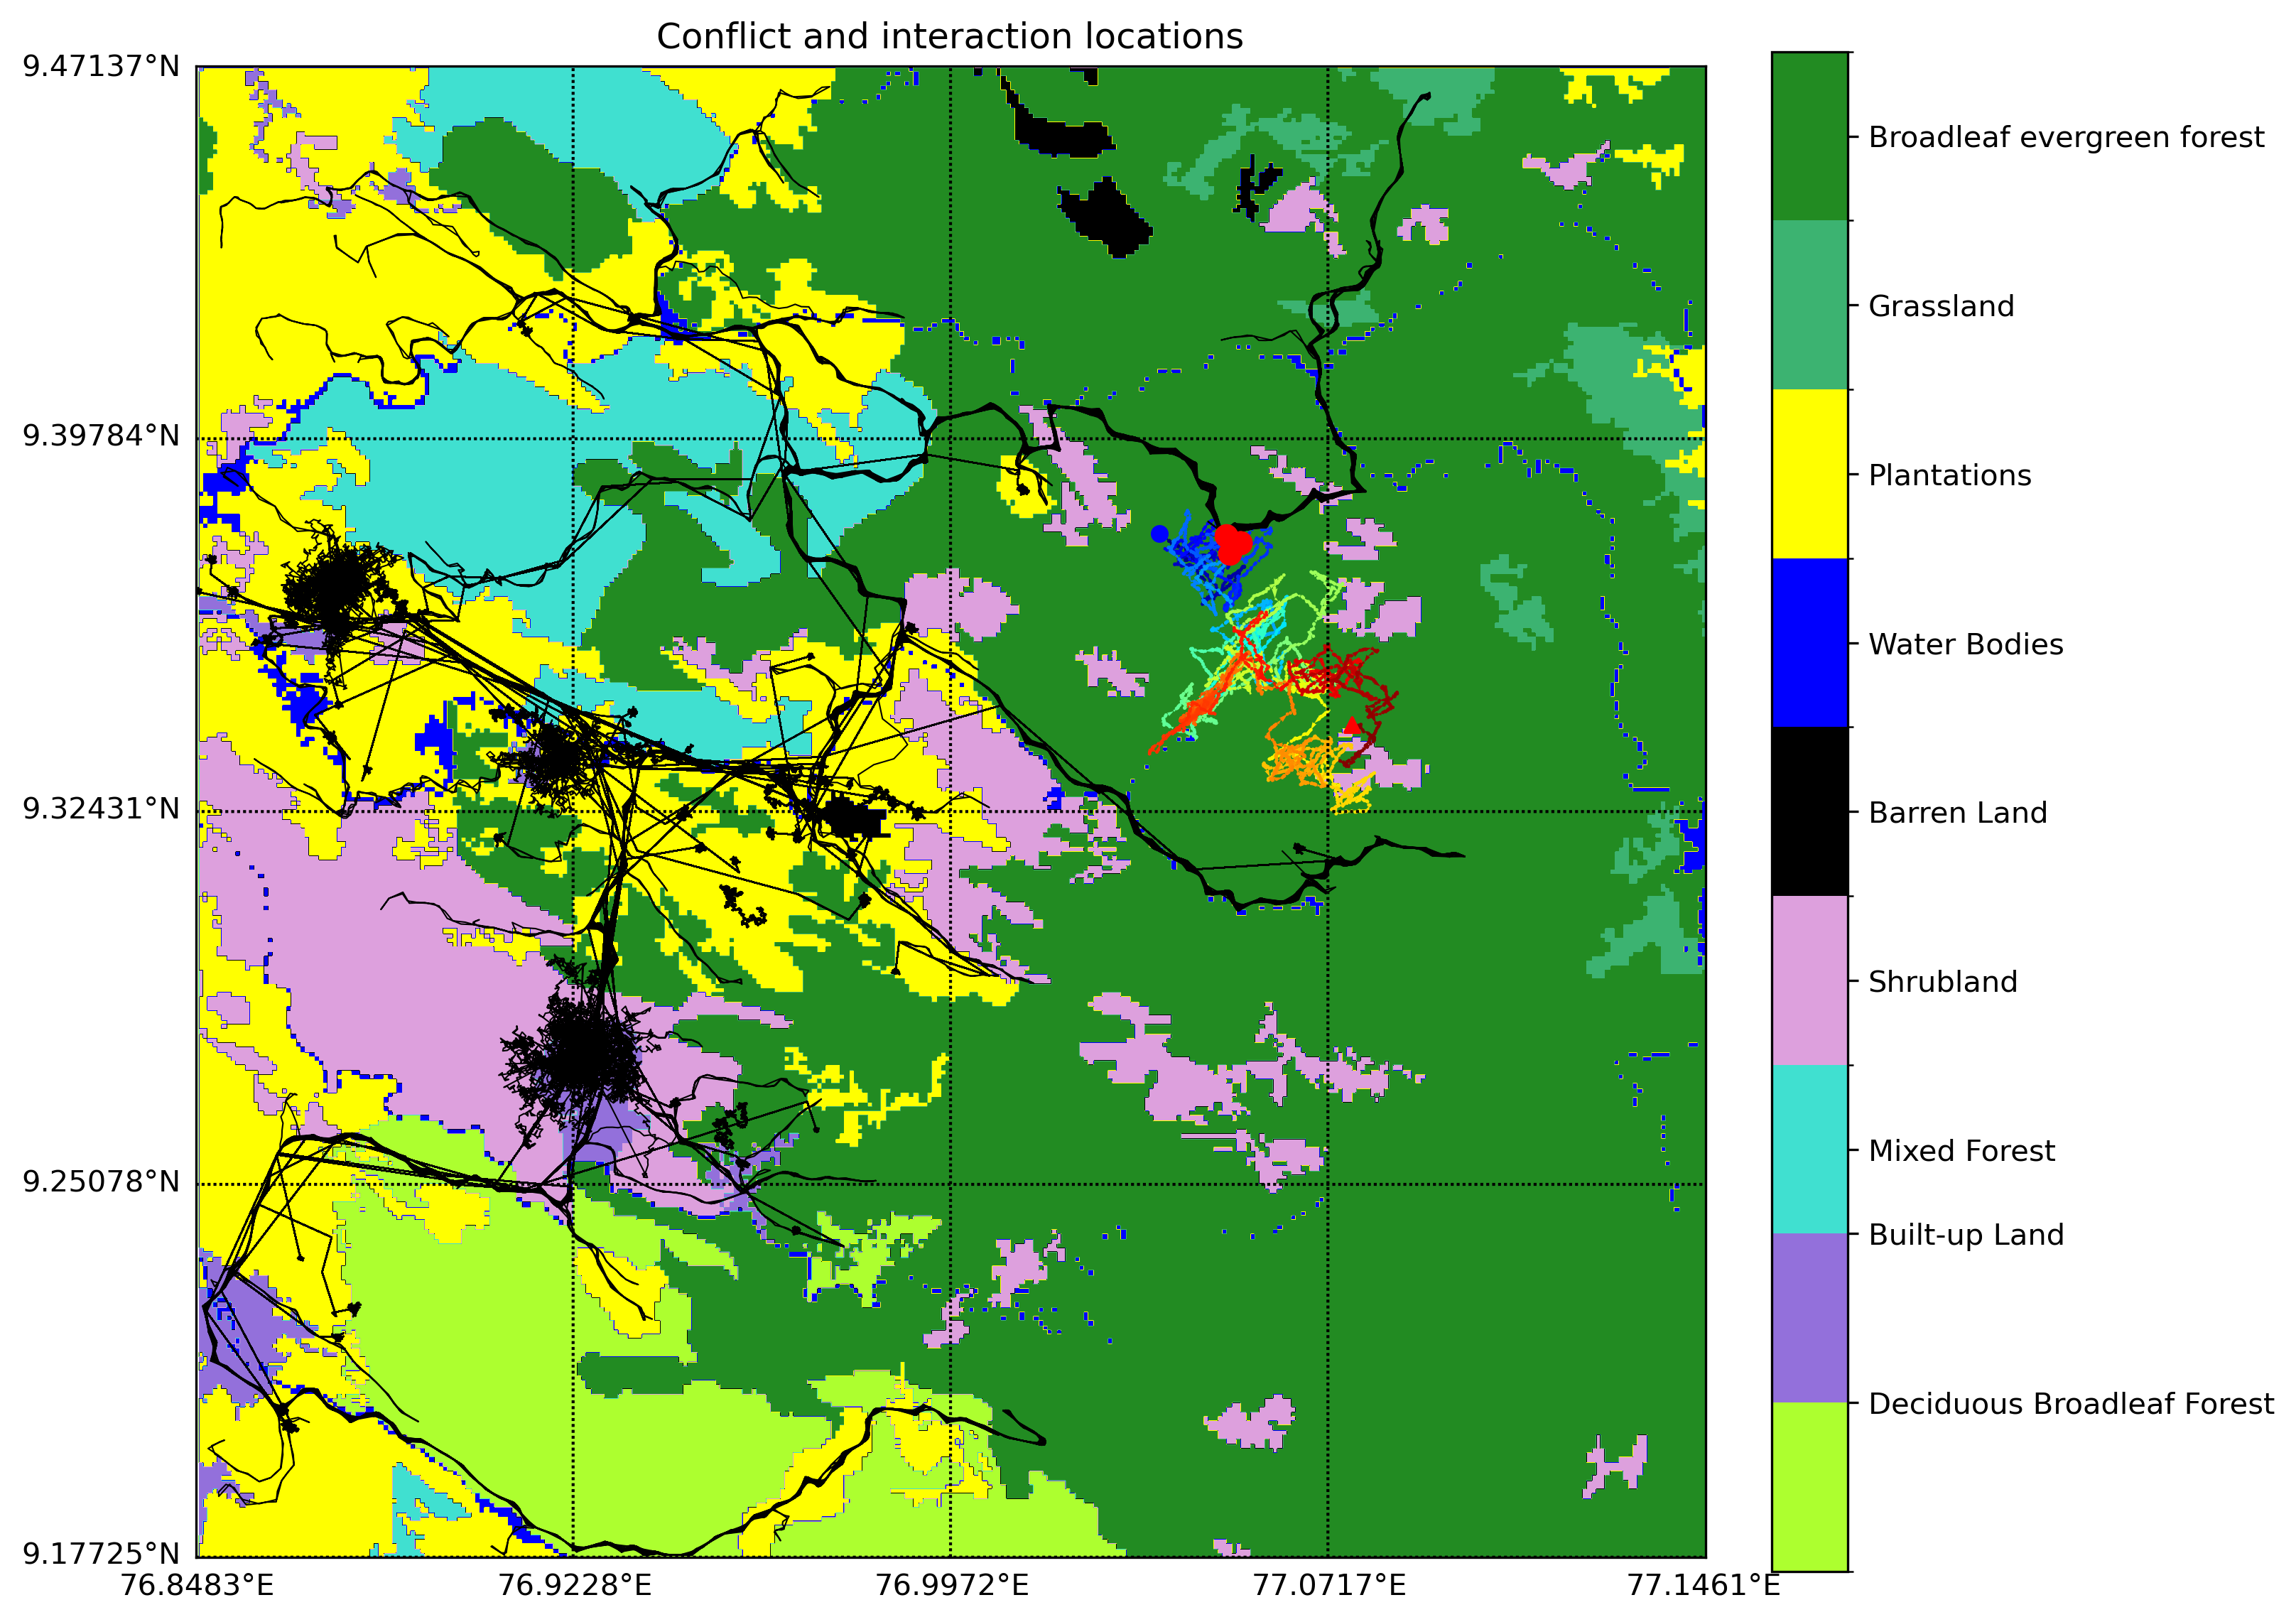 Conflict and interaction locations
9.47137°N
9.39784°N
9.32431°N
9.25078°N
9.17725°N
76.8483°E
76.9228°E
76.9972°E
77.0717°E
77.1461°E
Broadleaf evergreen forest
Grassland
Plantations
Water Bodies
Barren Land
Shrubland
Mixed Forest
Built-up Land
Deciduous Broadleaf Forest